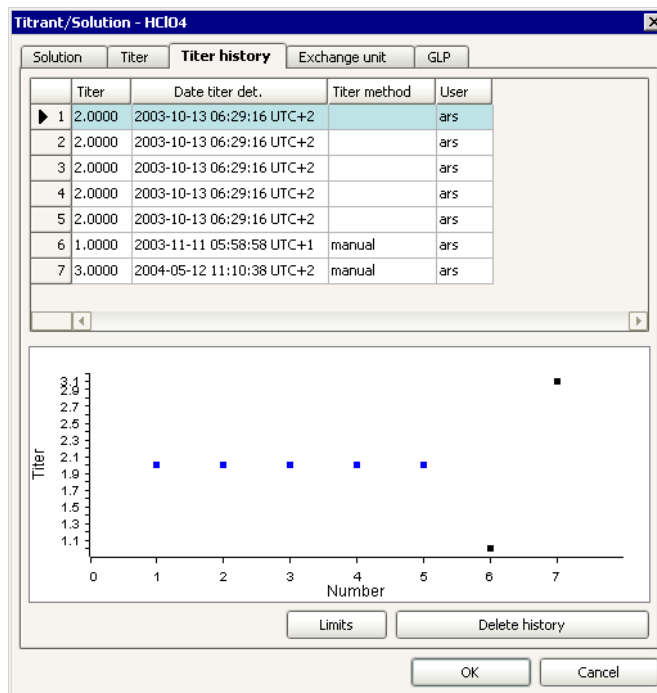 Titrant/Solution - HClO4
Solution Titer Titer history Exchange unit GLP
Titer Date titer det. Titer method User
1 2.0000 2003-10-13 06:29:16 UTC+2 ars
2 2.0000 2003-10-13 06:29:16 UTC+2 ars
3 2.0000 2003-10-13 06:29:16 UTC+2 ars
4 2.0000 2003-10-13 06:29:16 UTC+2 ars
5 2.0000 2003-10-13 06:29:16 UTC+2 ars
6 1.0000 2003-11-11 05:58:58 UTC+1 manual ars
7 3.0000 2004-05-12 11:10:38 UTC+2 manual ars
3.1
2.9
2.7
2.5
2.3
2.1
1.9
1.7
1.5
1.3
1.1
Titer
0 1 2 3 4 5 6 7
Number
Limits Delete history
OK Cancel